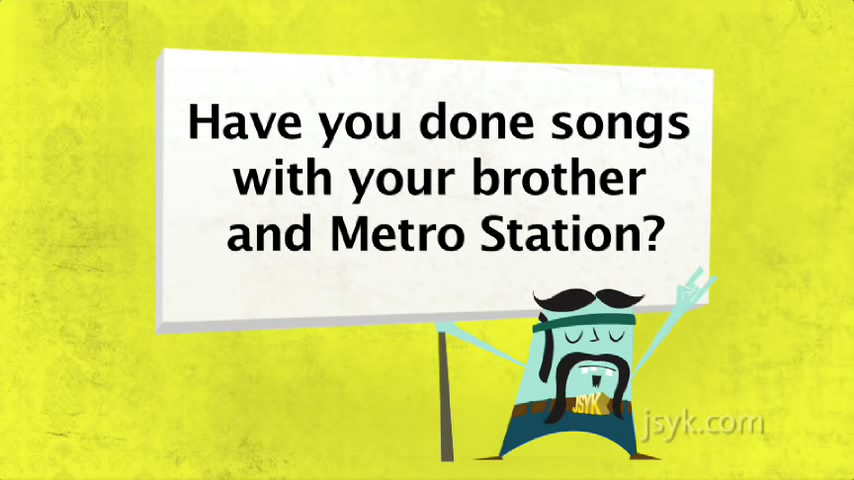 Have you done songs
with your brother
and Metro Station?
JSYK
jsyk.com